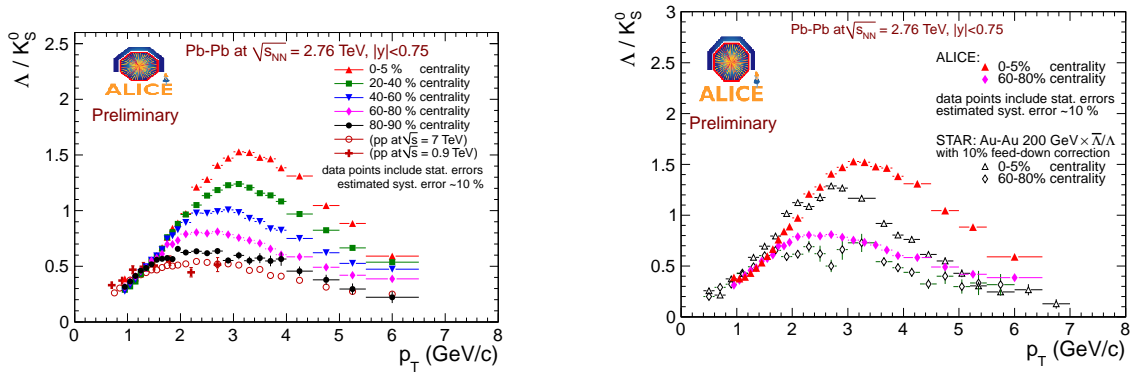 Λ / K⁰_S
2.5
2
1.5
1
0.5
0
Pb-Pb at √s_NN = 2.76 TeV, |y|<0.75
ALICE
Preliminary
0-5 % centrality
20-40 % centrality
40-60 % centrality
60-80 % centrality
80-90 % centrality
(pp at √s = 7 TeV)
(pp at √s = 0.9 TeV)
data points include stat. errors
estimated syst. error ~10 %
0 1 2 3 4 5 6 7 8
p_T (GeV/c)
Λ / K⁰_S
3
2.5
2
1.5
1
0.5
0
Pb-Pb at √s_NN = 2.76 TeV, |y|<0.75
ALICE
Preliminary
ALICE:
0-5% centrality
60-80% centrality
data points include stat. errors
estimated syst. error ~10 %
STAR: Au-Au 200 GeV × Λ̅/Λ
with 10% feed-down correction
0-5% centrality
60-80% centrality
0 1 2 3 4 5 6 7 8
p_T (GeV/c)